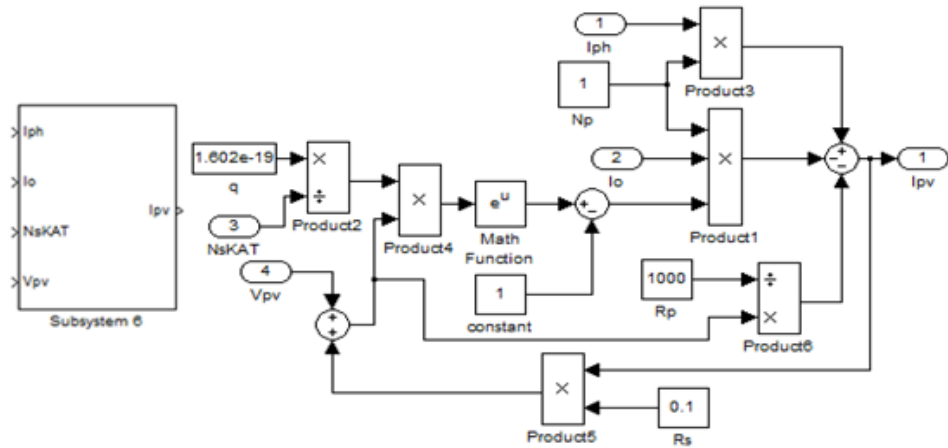 Iph
Io
NsKAT
Vpv
Ipv
Subsystem 6
1.602e-19
q
3
NsKAT
4
Vpv
×
÷
Product2
×
Product4
e^u
Math
Function
1
constant
+
−
+
+
1
Iph
1
Np
2
Io
×
Product3
×
Product1
1000
Rp
÷
×
Product6
×
Product5
0.1
Rs
+
−
−
1
Ipv